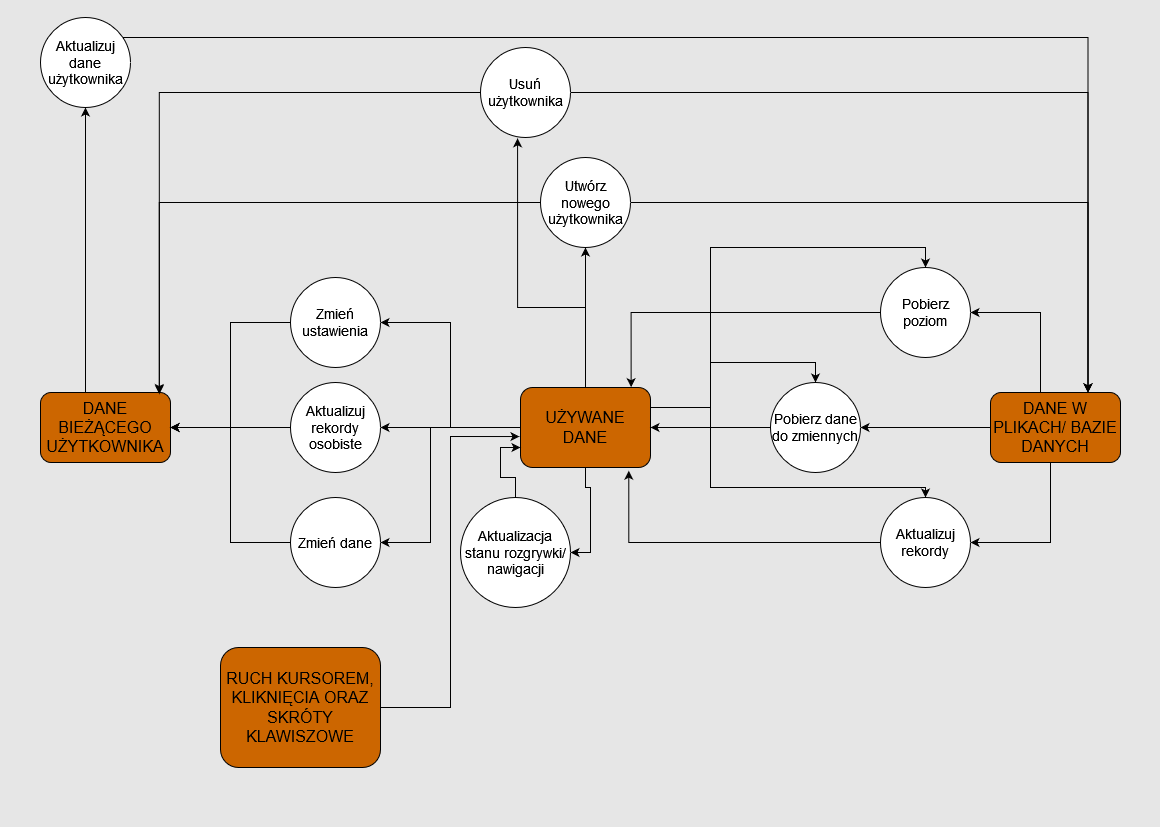 Aktualizuj
dane
użytkownika
Usuń
użytkownika
Utwórz
nowego
użytkownika
Zmień
ustawienia
Pobierz
poziom
DANE
BIEŻĄCEGO
UŻYTKOWNIKA
Aktualizuj
rekordy
osobiste
UŻYWANE
DANE
Pobierz dane
do zmiennych
DANE W
PLIKACH/ BAZIE
DANYCH
Zmień dane
Aktualizacja
stanu rozgrywki/
nawigacji
Aktualizuj
rekordy
RUCH KURSOREM,
KLIKNIĘCIA ORAZ
SKRÓTY
KLAWISZOWE